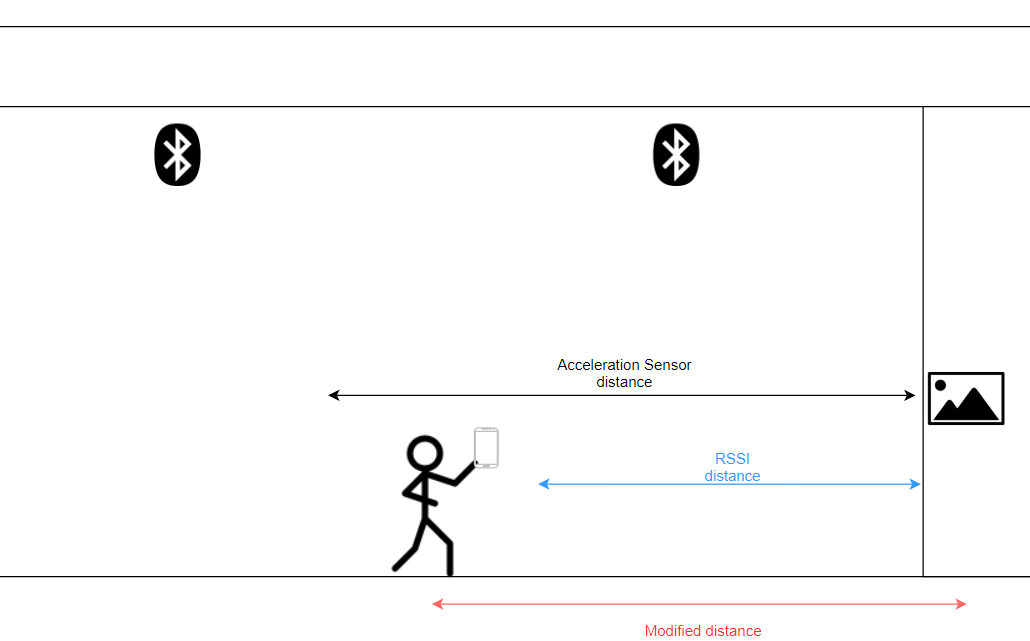 Acceleration Sensor
distance
RSSI
distance
Modified distance